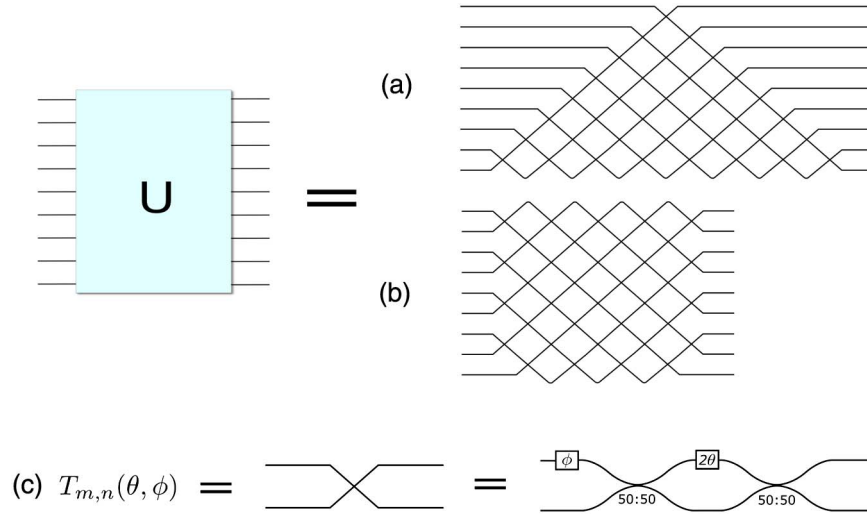 (a)
U =
(b)
(c) T_{m,n}(θ, ϕ) = = ϕ 2θ
50:50 50:50